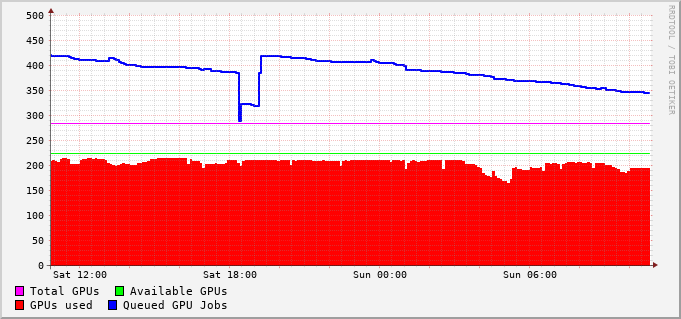 500
450
400
350
300
250
200
150
100
50
0
Sat 12:00 Sat 18:00 Sun 00:00 Sun 06:00
Total GPUs Available GPUs
GPUs used Queued GPU Jobs
RRDTOOL / TOBI OETIKER